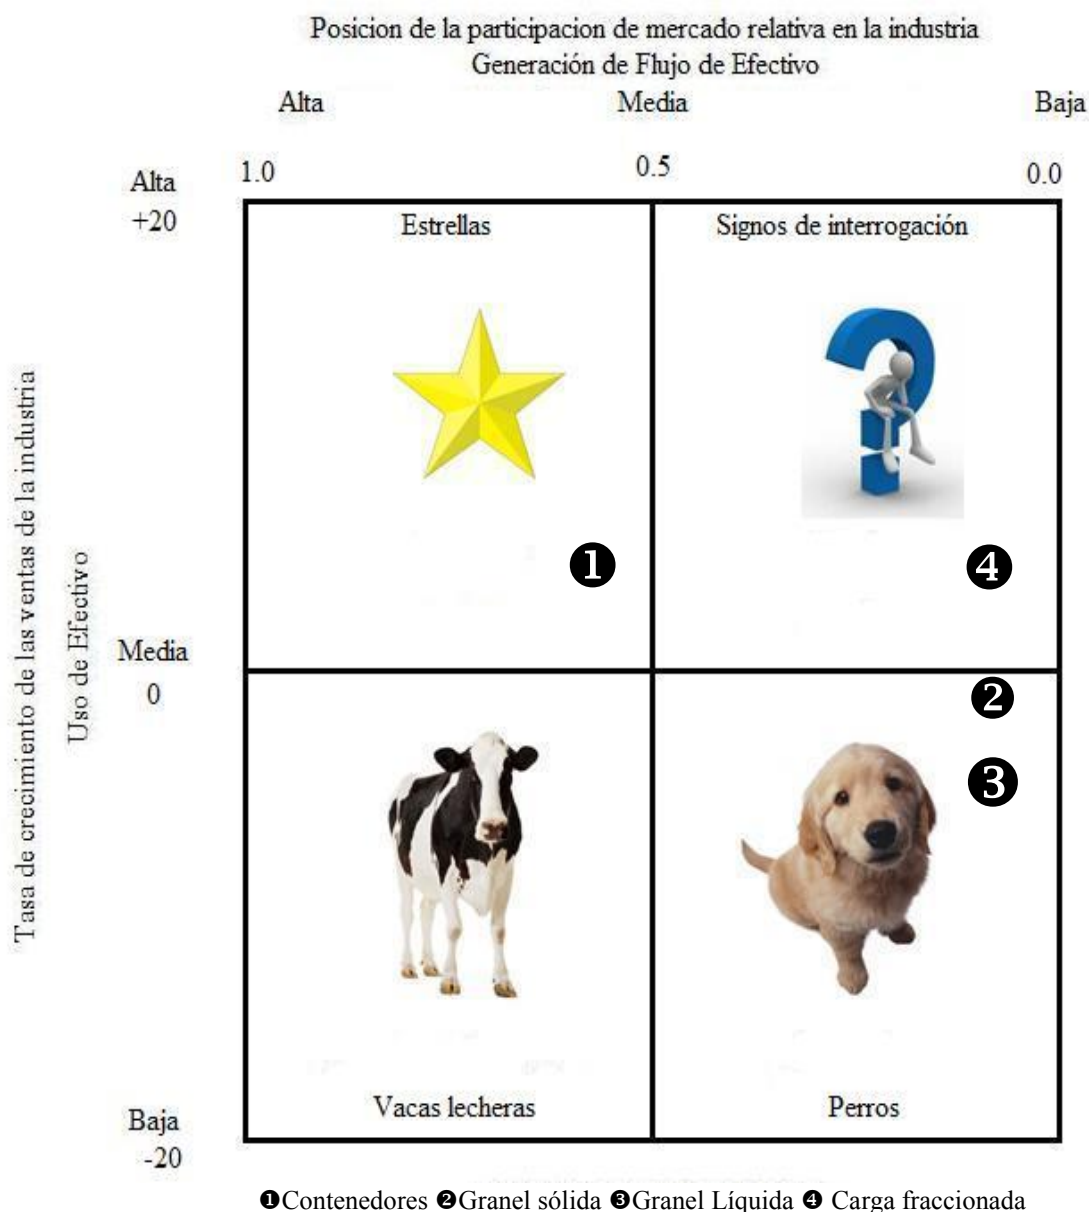 Posicion de la participacion de mercado relativa en la industria
Generación de Flujo de Efectivo
Alta Media Baja
1.0 0.5 0.0
Alta
+20
Estrellas Signos de interrogación
❶ ❹
Tasa de crecimiento de las ventas de la industria
Uso de Efectivo
Media
0
❷
❸
Vacas lecheras Perros
Baja
-20
❶Contenedores ❷Granel sólida ❸Granel Líquida ❹ Carga fraccionada